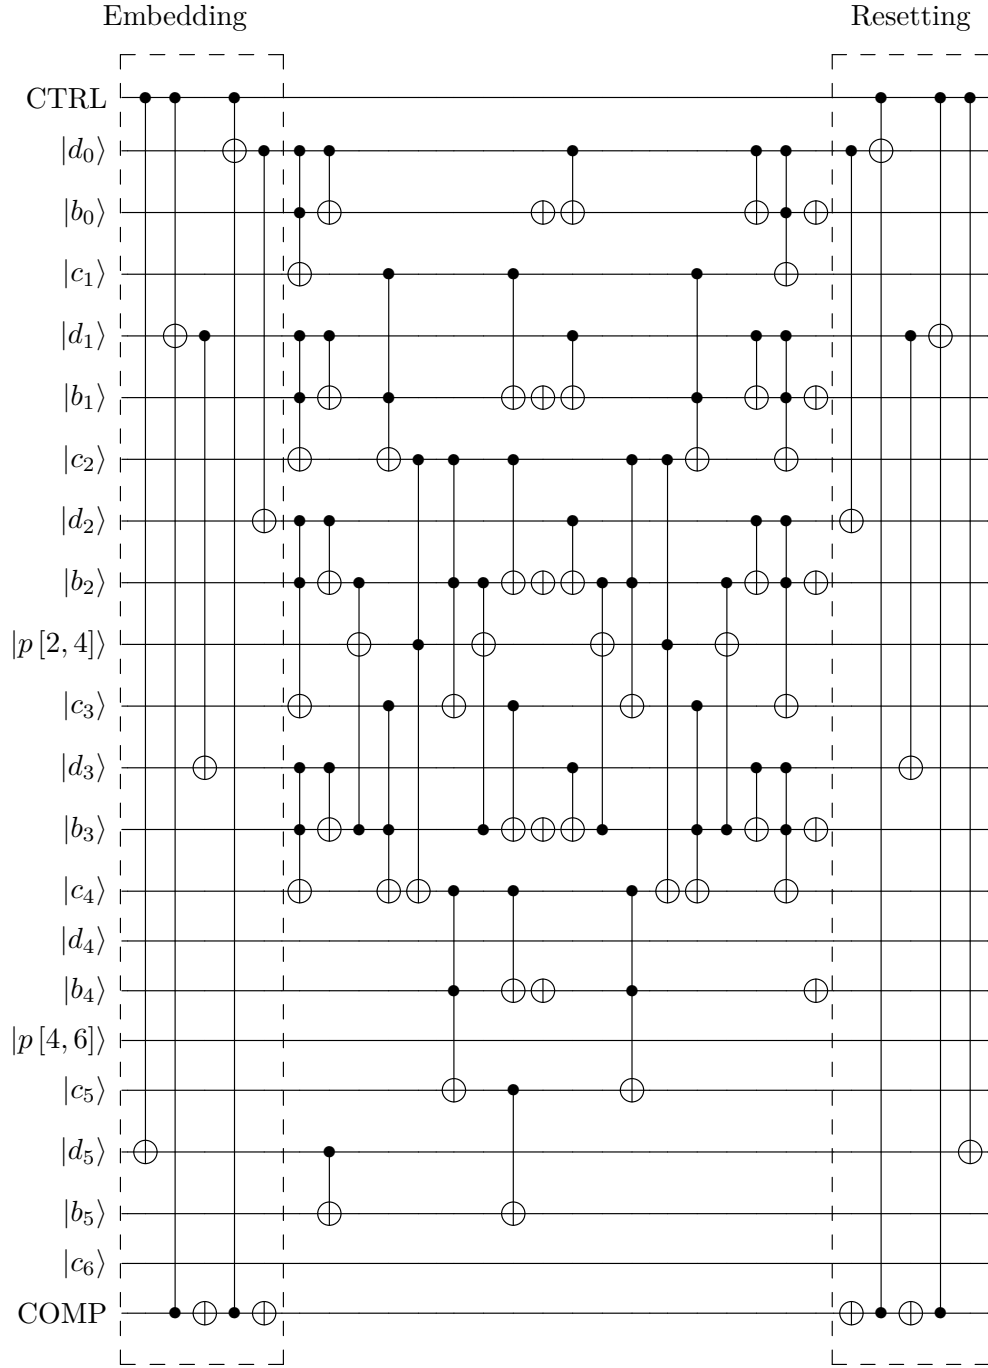 Embedding Resetting
CTRL
|d₀⟩
|b₀⟩
|c₁⟩
|d₁⟩
|b₁⟩
|c₂⟩
|d₂⟩
|b₂⟩
|p [2, 4]⟩
|c₃⟩
|d₃⟩
|b₃⟩
|c₄⟩
|d₄⟩
|b₄⟩
|p [4, 6]⟩
|c₅⟩
|d₅⟩
|b₅⟩
|c₆⟩
COMP